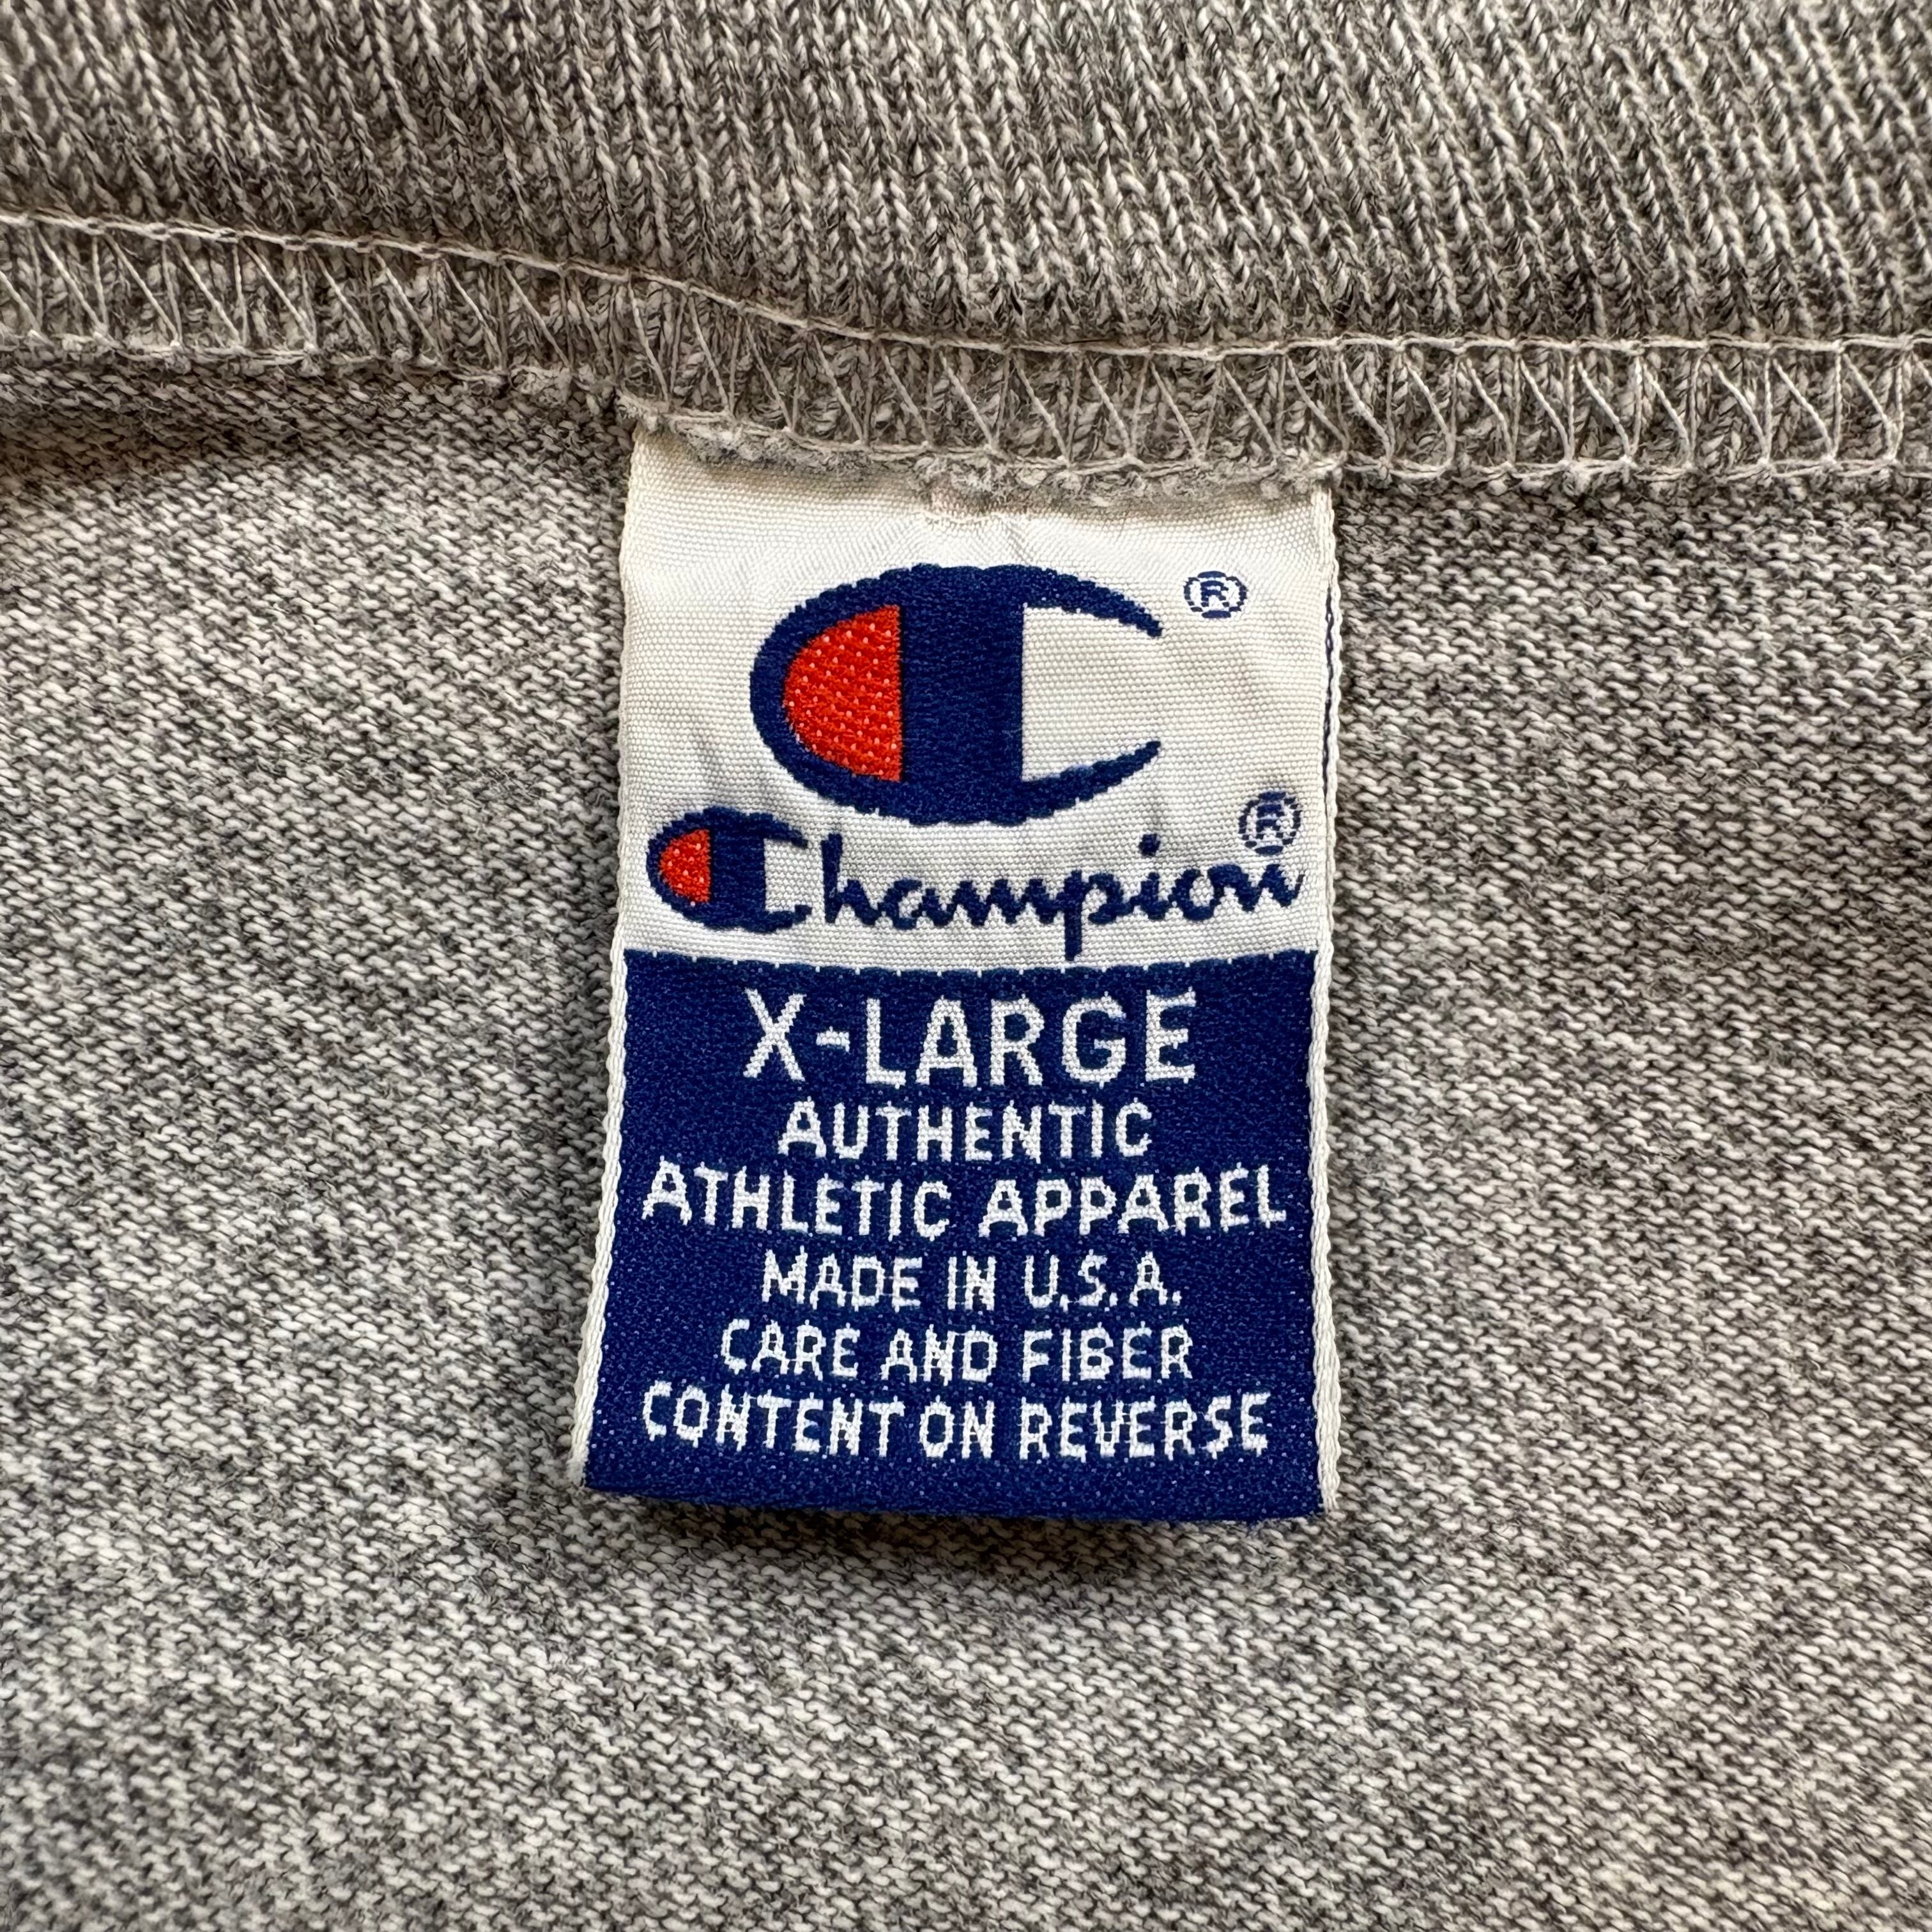 ®
Champion®
X-LARGE
AUTHENTIC
ATHLETIC APPAREL
MADE IN U.S.A.
CARE AND FIBER
CONTENT ON REVERSE